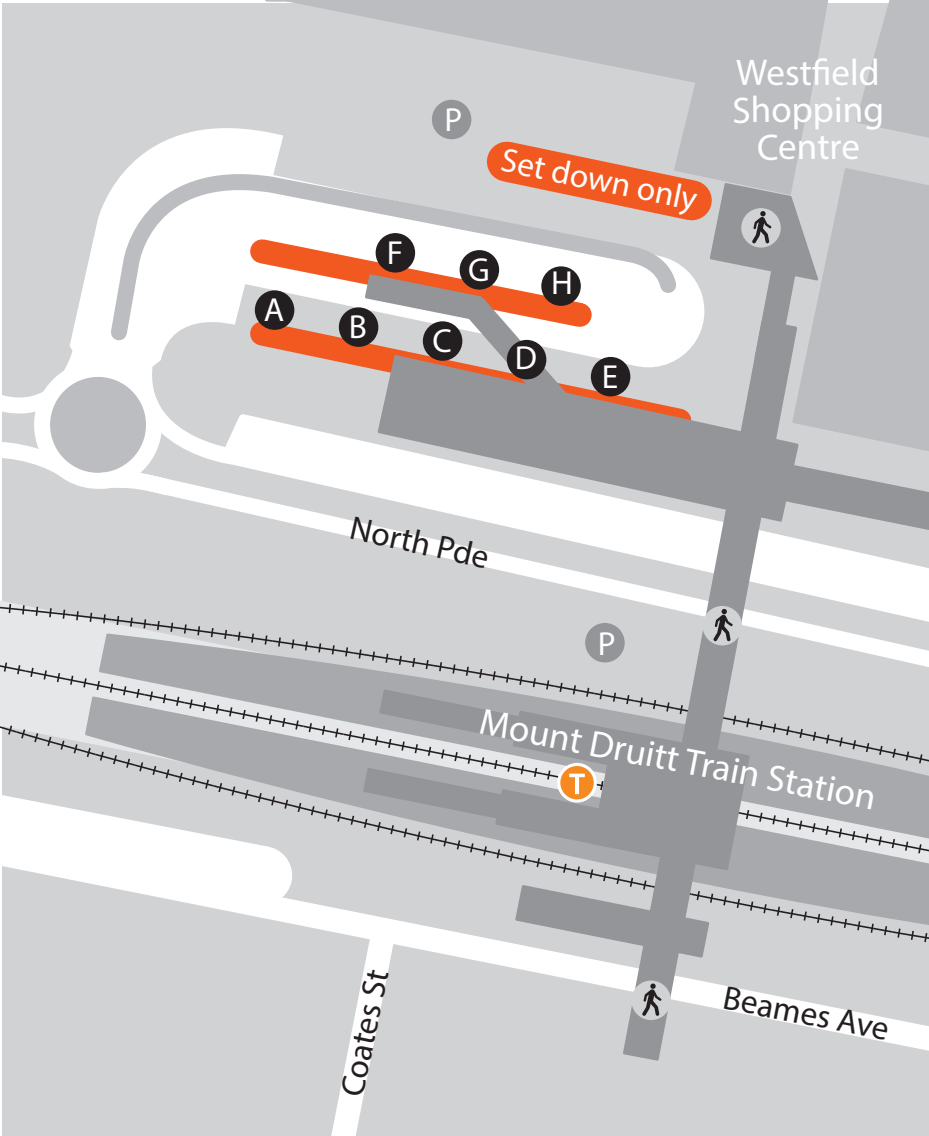 Westfield
Shopping
Centre
P
Set down only
F
G
H
A
B
C
D
E
North Pde
P
Mount Druitt Train Station
T
Beames Ave
Coates St